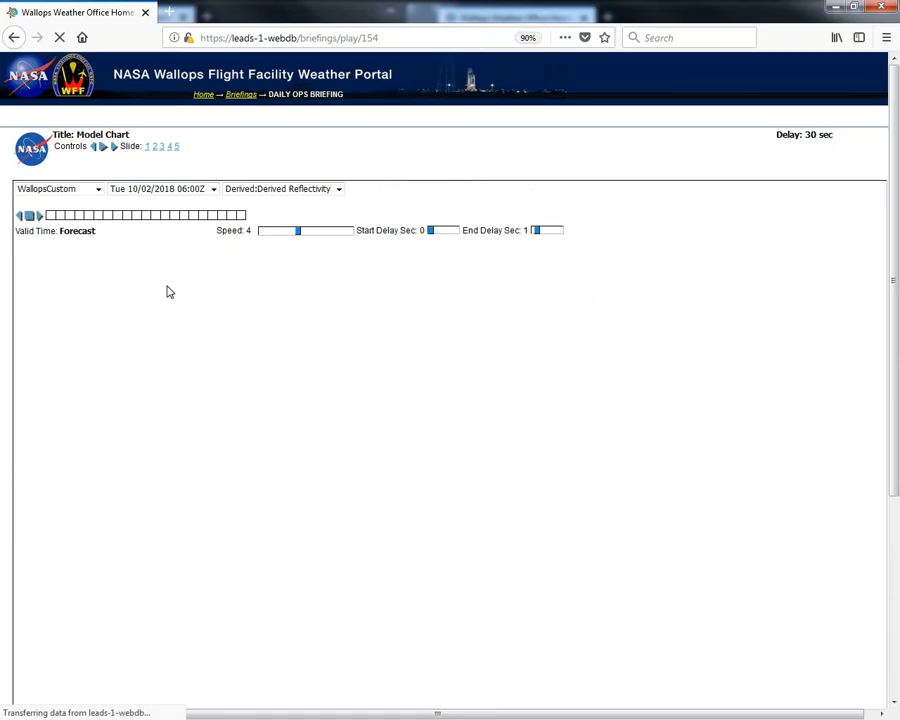 Wallops Weather Office Home
https://leads-1-webdb/briefings/play/154
90%
Search
NASA
WFF
NASA Wallops Flight Facility Weather Portal
Home → Briefings → DAILY OPS BRIEFING
NASA
Title: Model Chart
Delay: 30 sec
Controls Slide: 1 2 3 4 5
WallopsCustom Tue 10/02/2018 06:00Z Derived:Derived Reflectivity
Valid Time: Forecast Speed: 4 Start Delay Sec: 0 End Delay Sec: 1
Transferring data from leads-1-webdb...